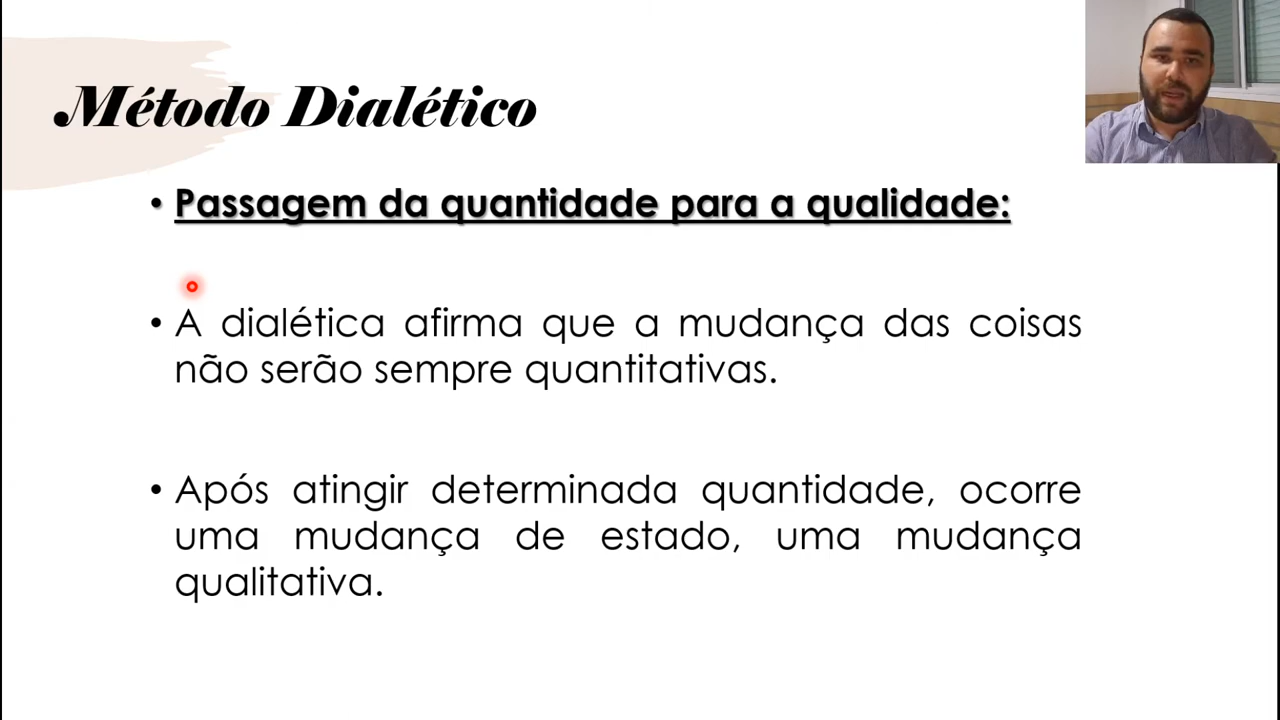 Método Dialético
• Passagem da quantidade para a qualidade:
• A dialética afirma que a mudança das coisas
não serão sempre quantitativas.
• Após atingir determinada quantidade, ocorre
uma mudança de estado, uma mudança
qualitativa.